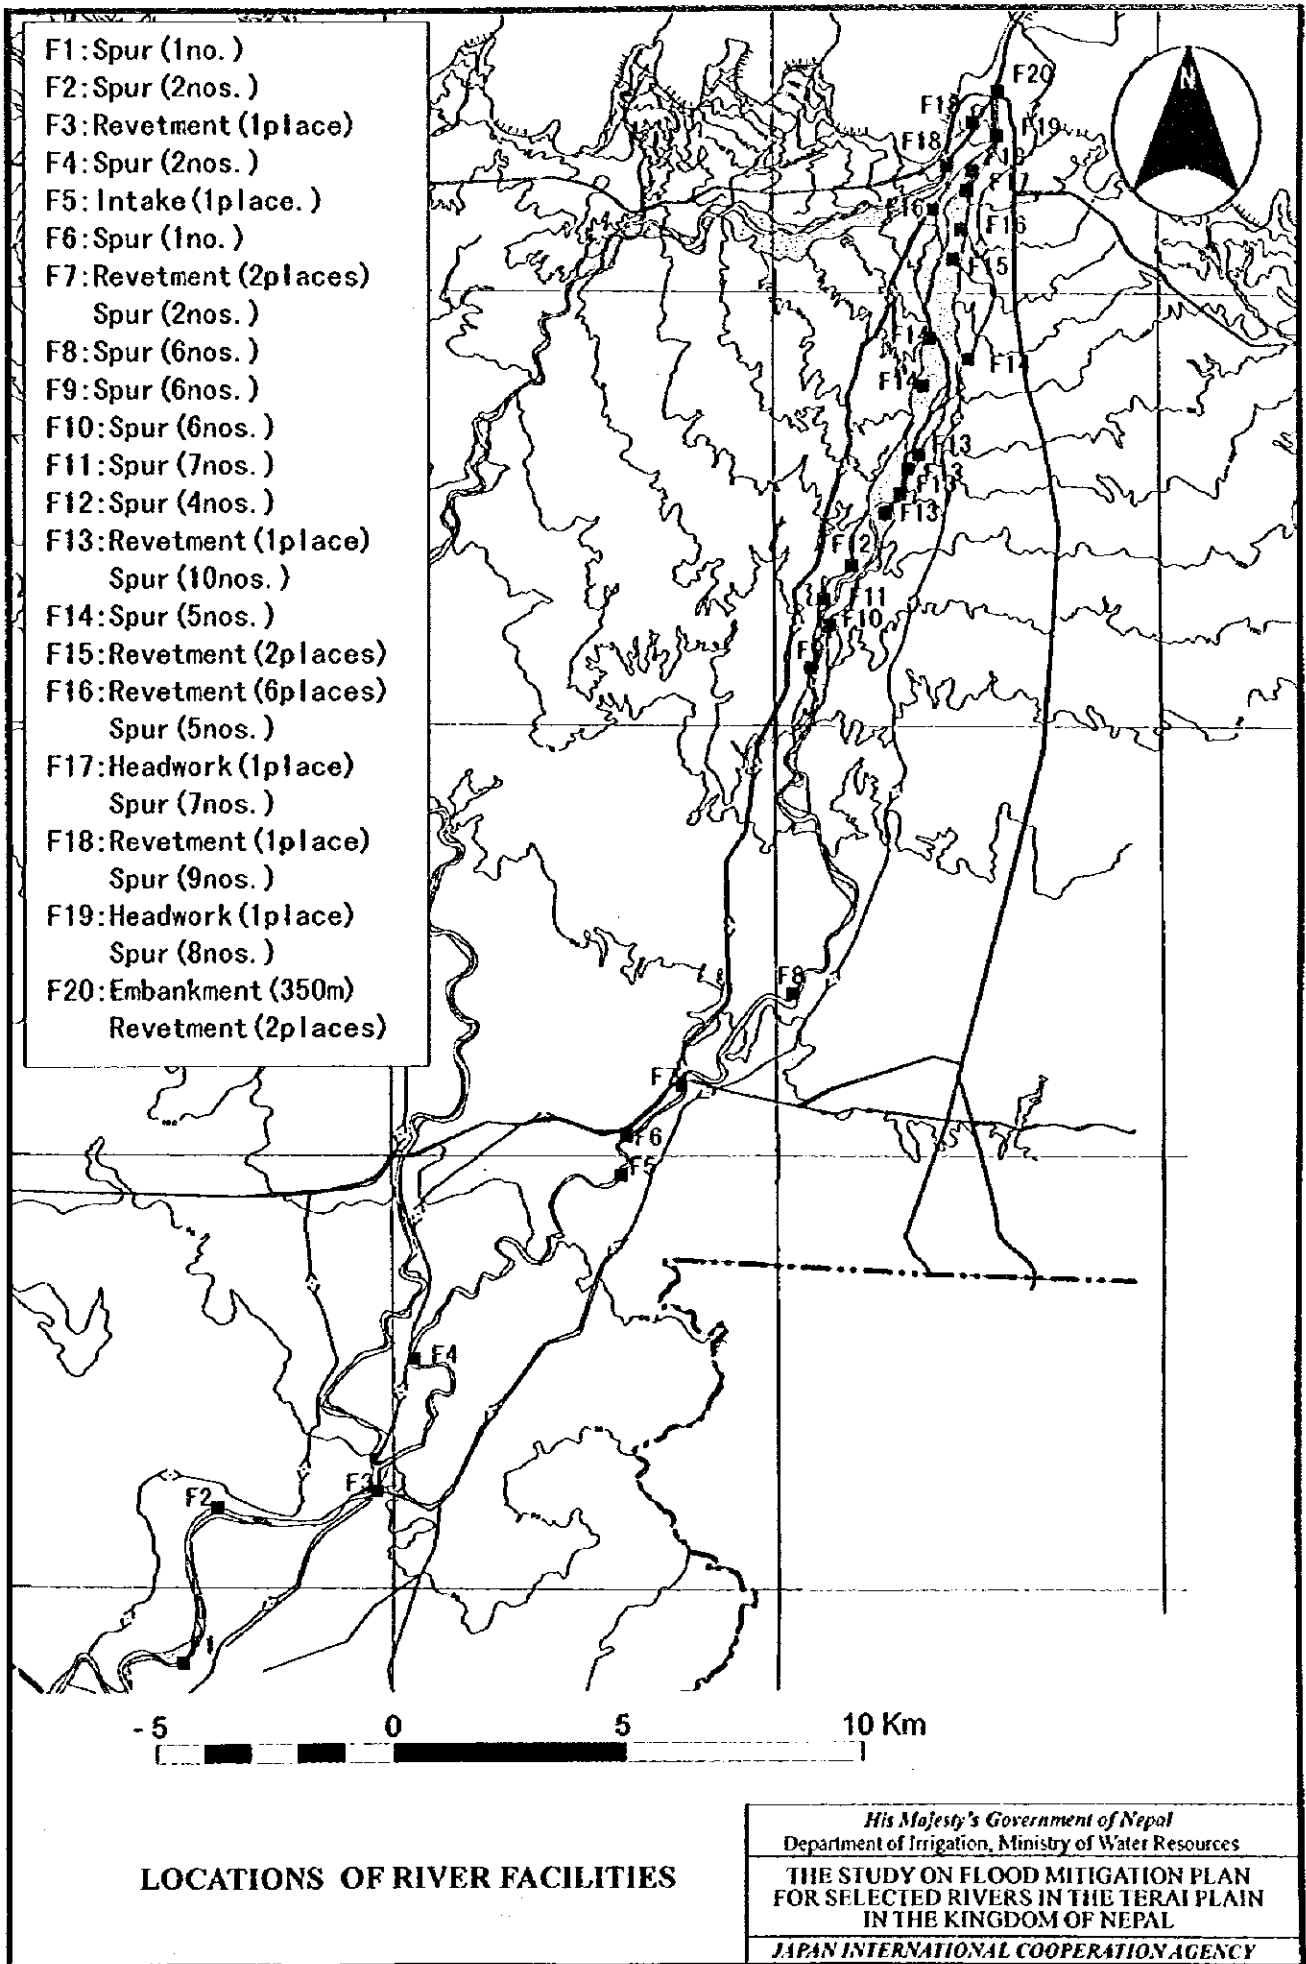 F1:Spur(1no.)
F2:Spur(2nos.)
F3:Revetment(1place)
F4:Spur(2nos.)
F5:Intake(1place.)
F6:Spur(1no.)
F7:Revetment(2places)
Spur(2nos.)
F8:Spur(6nos.)
F9:Spur(6nos.)
F10:Spur(6nos.)
F11:Spur(7nos.)
F12:Spur(4nos.)
F13:Revetment(1place)
Spur(10nos.)
F14:Spur(5nos.)
F15:Revetment(2places)
F16:Revetment(6places)
Spur(5nos.)
F17:Headwork(1place)
Spur(7nos.)
F18:Revetment(1place)
Spur(9nos.)
F19:Headwork(1place)
Spur(8nos.)
F20:Embankment(350m)
Revetment(2places)
N
F20
F19
F18
F18
F17
F16
F16
F15
F14
F14
F14
F13
F13
F13
F12
F11
F10
F9
F8
F7
F6
F5
F4
F3
F2
-5 0 5 10 Km
LOCATIONS OF RIVER FACILITIES
His Majesty's Government of Nepal
Department of Irrigation, Ministry of Water Resources
THE STUDY ON FLOOD MITIGATION PLAN
FOR SELECTED RIVERS IN THE TERAI PLAIN
IN THE KINGDOM OF NEPAL
JAPAN INTERNATIONAL COOPERATION AGENCY